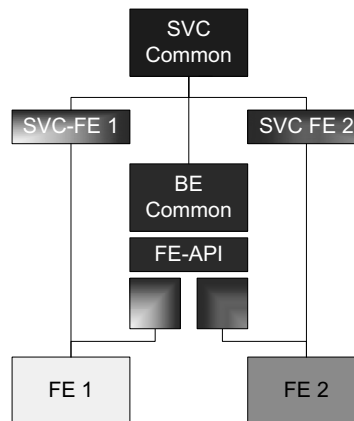 SVC
Common
SVC-FE 1
SVC FE 2
BE
Common
FE-API
FE 1
FE 2